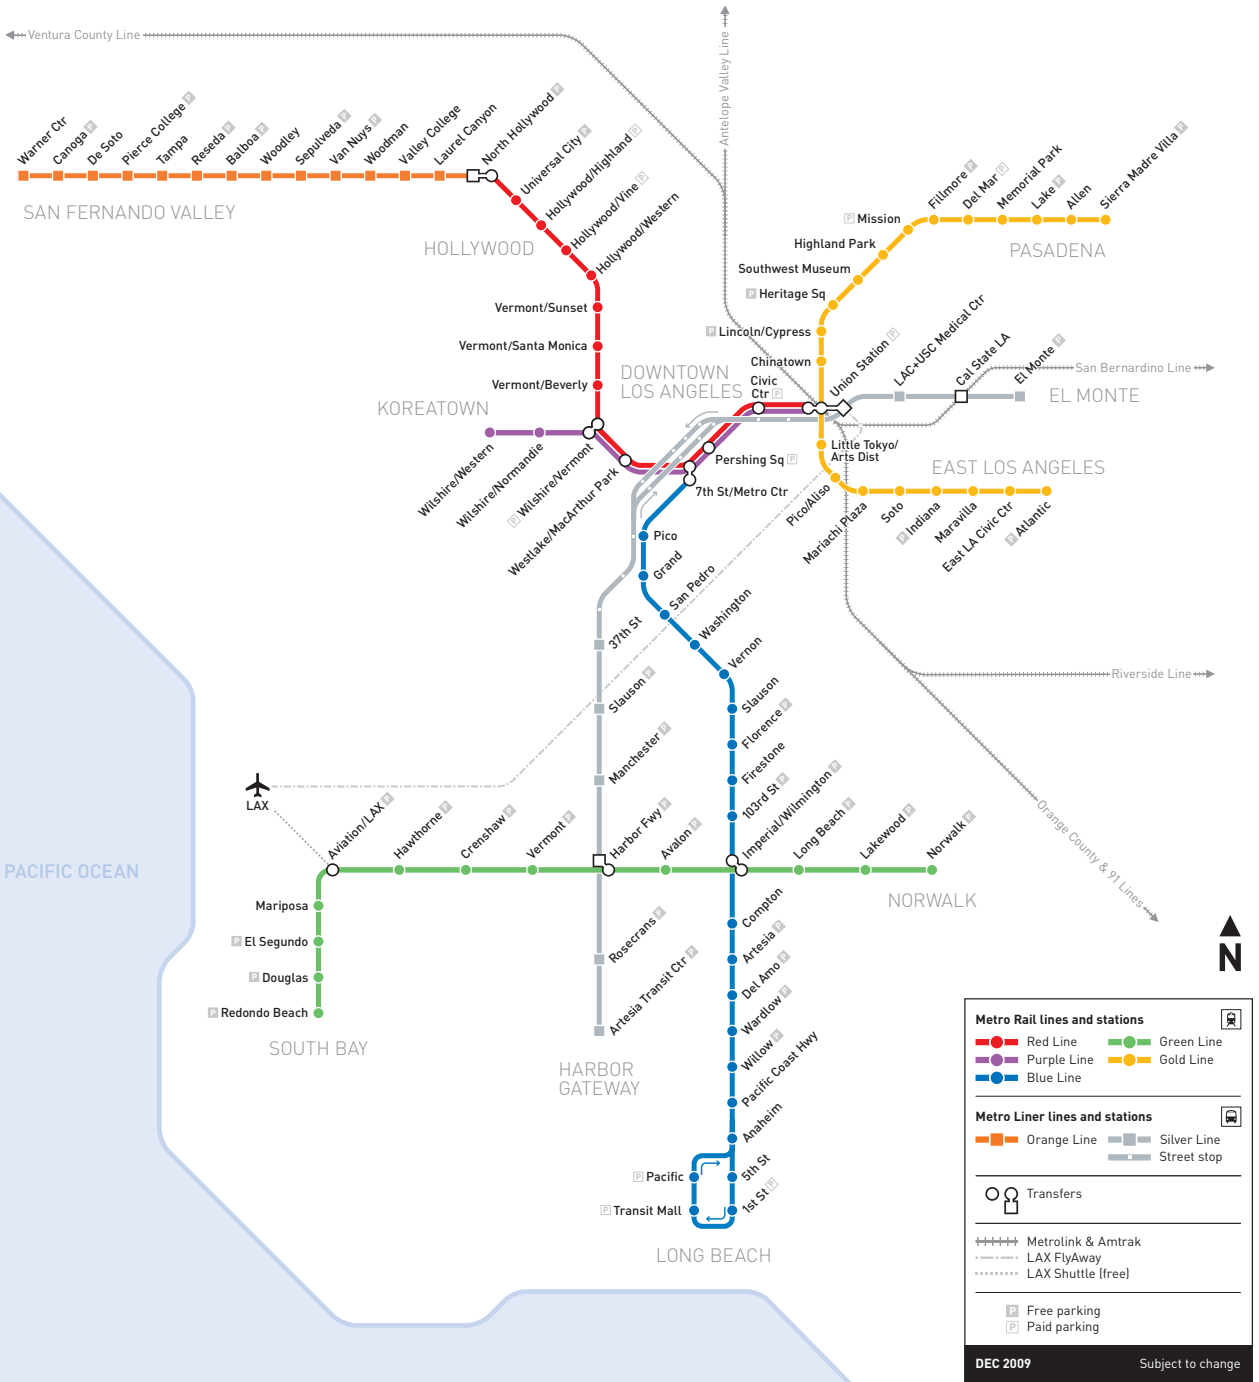 Ventura County Line
Antelope Valley Line
Warner Ctr
Canoga P
De Soto
Pierce College P
Tampa
Reseda P
Balboa P
Woodley
Sepulveda P
Van Nuys P
Woodman
Valley College
Laurel Canyon
North Hollywood P
SAN FERNANDO VALLEY
Universal City P
Hollywood/Highland P
Hollywood/Vine P
Hollywood/Western
HOLLYWOOD
Vermont/Sunset
Vermont/Santa Monica
Vermont/Beverly
KOREATOWN
Wilshire/Western
Wilshire/Normandie
P Wilshire/Vermont
Westlake/MacArthur Park
DOWNTOWN
LOS ANGELES
Civic
Ctr P
Pershing Sq P
7th St/Metro Ctr
Union Station P
Fillmore P
Del Mar P
Memorial Park
Lake P
Allen
Sierra Madre Villa P
PASADENA
P Mission
Highland Park
Southwest Museum
P Heritage Sq
P Lincoln/Cypress
Chinatown
LAC+USC Medical Ctr
Cal State LA
El Monte P
San Bernardino Line
EL MONTE
Little Tokyo/
Arts Dist
EAST LOS ANGELES
Pico/Aliso
Mariachi Plaza
Soto
P Indiana
Maravilla
East LA Civic Ctr
P Atlantic
Pico
Grand
San Pedro
Washington
Vernon
Slauson
Florence P
Firestone
103rd St P
Imperial/Wilmington P
37th St
Slauson P
Manchester P
Harbor Fwy P
Riverside Line
Orange County & 91 Lines
LAX
Aviation/LAX P
Hawthorne P
Crenshaw P
Vermont P
Avalon P
Long Beach P
Lakewood P
Norwalk P
NORWALK
PACIFIC OCEAN
Mariposa
P El Segundo
P Douglas
P Redondo Beach
SOUTH BAY
Rosecrans P
Artesia Transit Ctr P
HARBOR
GATEWAY
Compton
Artesia P
Del Amo P
Wardlow P
Willow P
Pacific Coast Hwy
Anaheim
5th St
1st St P
P Pacific
P Transit Mall
LONG BEACH
N
Metro Rail lines and stations
Red Line
Green Line
Purple Line
Gold Line
Blue Line
Metro Liner lines and stations
Orange Line
Silver Line
Street stop
Transfers
Metrolink & Amtrak
LAX FlyAway
LAX Shuttle (free)
P Free parking
P Paid parking
DEC 2009
Subject to change